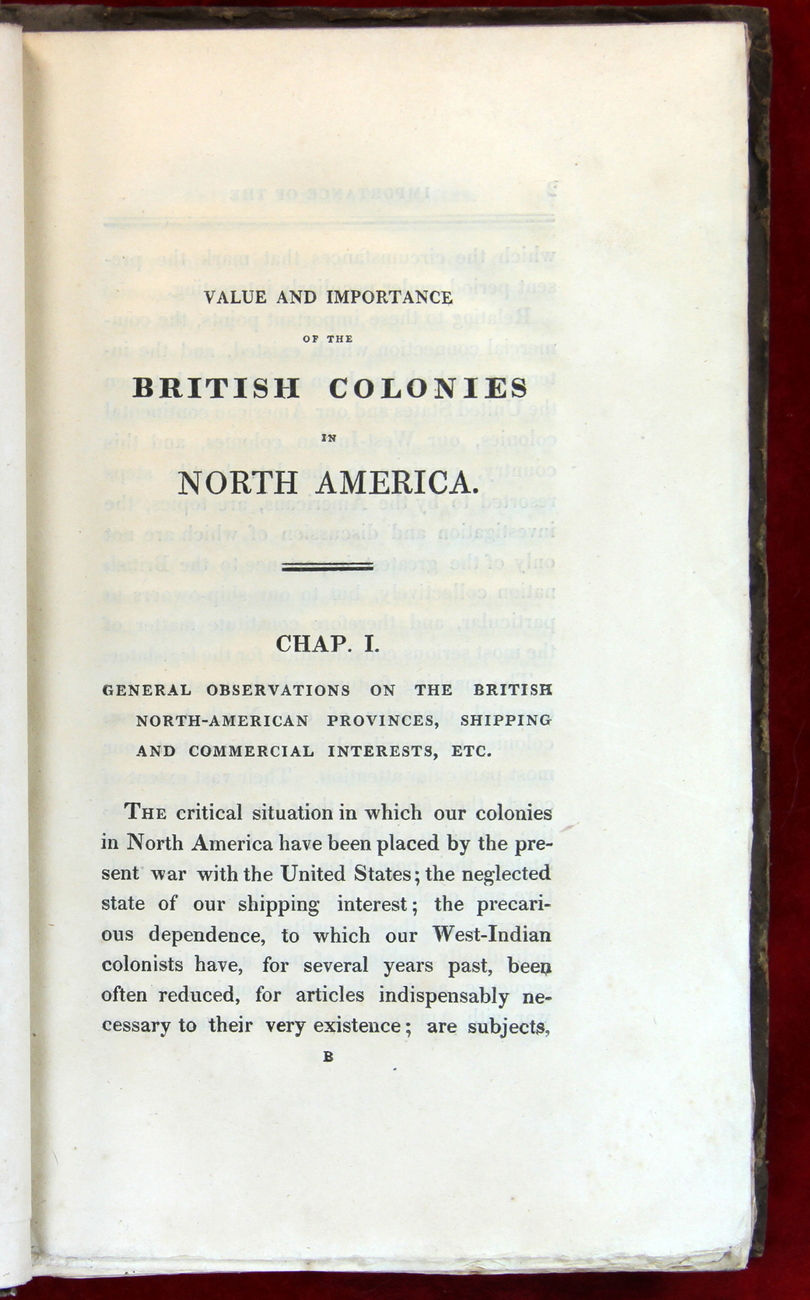 VALUE AND IMPORTANCE
OF THE
BRITISH COLONIES
IN
NORTH AMERICA.
CHAP. I.
GENERAL OBSERVATIONS ON THE BRITISH
NORTH-AMERICAN PROVINCES, SHIPPING
AND COMMERCIAL INTERESTS, ETC.
THE critical situation in which our colonies
in North America have been placed by the pre-
sent war with the United States; the neglected
state of our shipping interest; the precari-
ous dependence, to which our West-Indian
colonists have, for several years past, been
often reduced, for articles indispensably ne-
cessary to their very existence; are subjects,
B